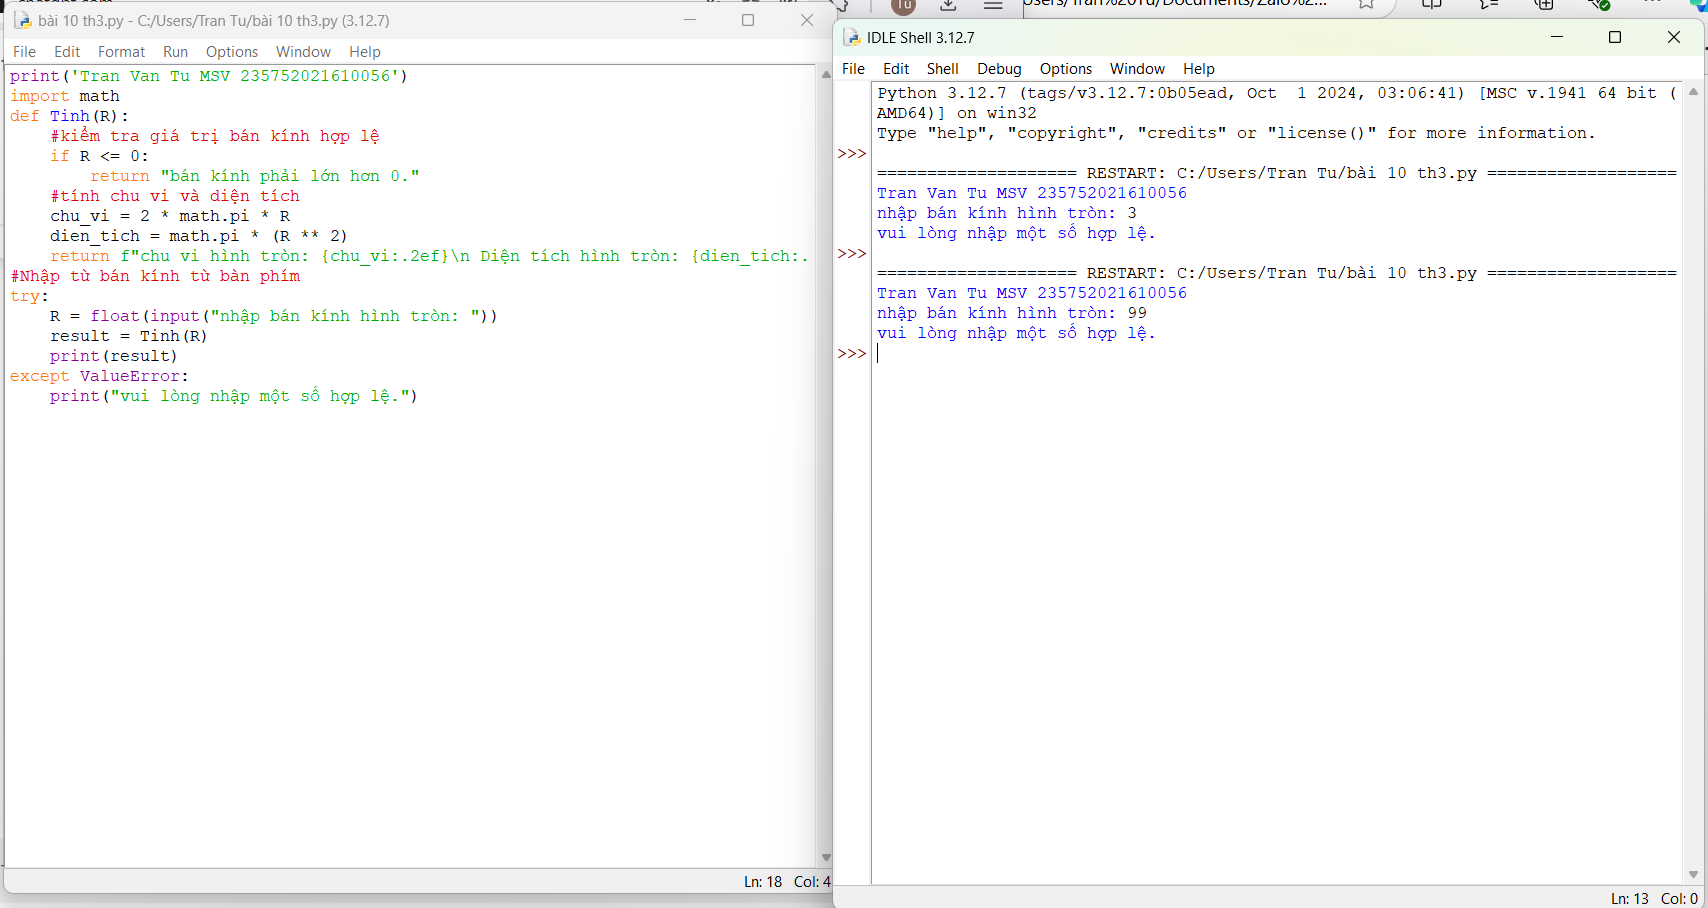 Tu
bài 10 th3.py - C:/Users/Tran Tu/bài 10 th3.py (3.12.7)
File Edit Format Run Options Window Help
print('Tran Van Tu MSV 235752021610056')
import math
def Tinh(R):
    #kiểm tra giá trị bán kính hợp lệ
    if R <= 0:
        return "bán kính phải lớn hơn 0."
    #tính chu vi và diện tích
    chu_vi = 2 * math.pi * R
    dien_tich = math.pi * (R ** 2)
    return f"chu vi hình tròn: {chu_vi:.2ef}\n Diện tích hình tròn: {dien_tich:.
#Nhập từ bán kính từ bàn phím
try:
    R = float(input("nhập bán kính hình tròn: "))
    result = Tinh(R)
    print(result)
except ValueError:
    print("vui lòng nhập một số hợp lệ.")
Ln: 18 Col: 4
IDLE Shell 3.12.7
File Edit Shell Debug Options Window Help
Python 3.12.7 (tags/v3.12.7:0b05ead, Oct  1 2024, 03:06:41) [MSC v.1941 64 bit (
AMD64)] on win32
Type "help", "copyright", "credits" or "license()" for more information.
>>>
==================== RESTART: C:/Users/Tran Tu/bài 10 th3.py ===================
Tran Van Tu MSV 235752021610056
nhập bán kính hình tròn: 3
vui lòng nhập một số hợp lệ.
>>>
==================== RESTART: C:/Users/Tran Tu/bài 10 th3.py ===================
Tran Van Tu MSV 235752021610056
nhập bán kính hình tròn: 99
vui lòng nhập một số hợp lệ.
>>>
Ln: 13 Col: 0